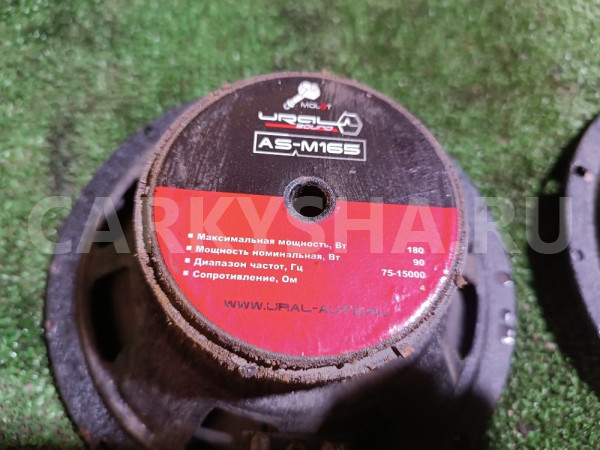 MOLOT
URAL
SOUND
AS-M165
Максимальная мощность, Вт 180
Мощность номинальная, Вт 90
Диапазон частот, Гц 75-15000
Сопротивление, Ом 4
CARKYSHA.RU